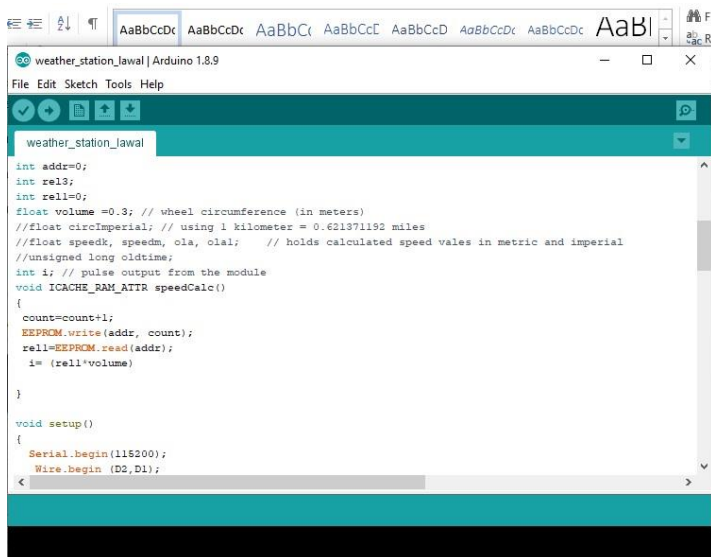 AaBbCcDc AaBbCcDc AaBbC AaBbCcE AaBbCcD AaBbCcDc AaBbCcDc AaBl
weather_station_lawal | Arduino 1.8.9
File Edit Sketch Tools Help
weather_station_lawal
int addr=0;
int rel3;
int rel1=0;
float volume =0.3; // wheel circumference (in meters)
//float circImperial; // using 1 kilometer = 0.621371192 miles
//float speedk, speedm, ola, ola1; // holds calculated speed vales in metric and imperial
//unsigned long oldtime;
int i; // pulse output from the module
void ICACHE_RAM_ATTR speedCalc()
{
count=count+1;
EEPROM.write(addr, count);
rel1=EEPROM.read(addr);
i= (rel1*volume)
}
void setup()
{
Serial.begin(115200);
Wire.begin (D2,D1);